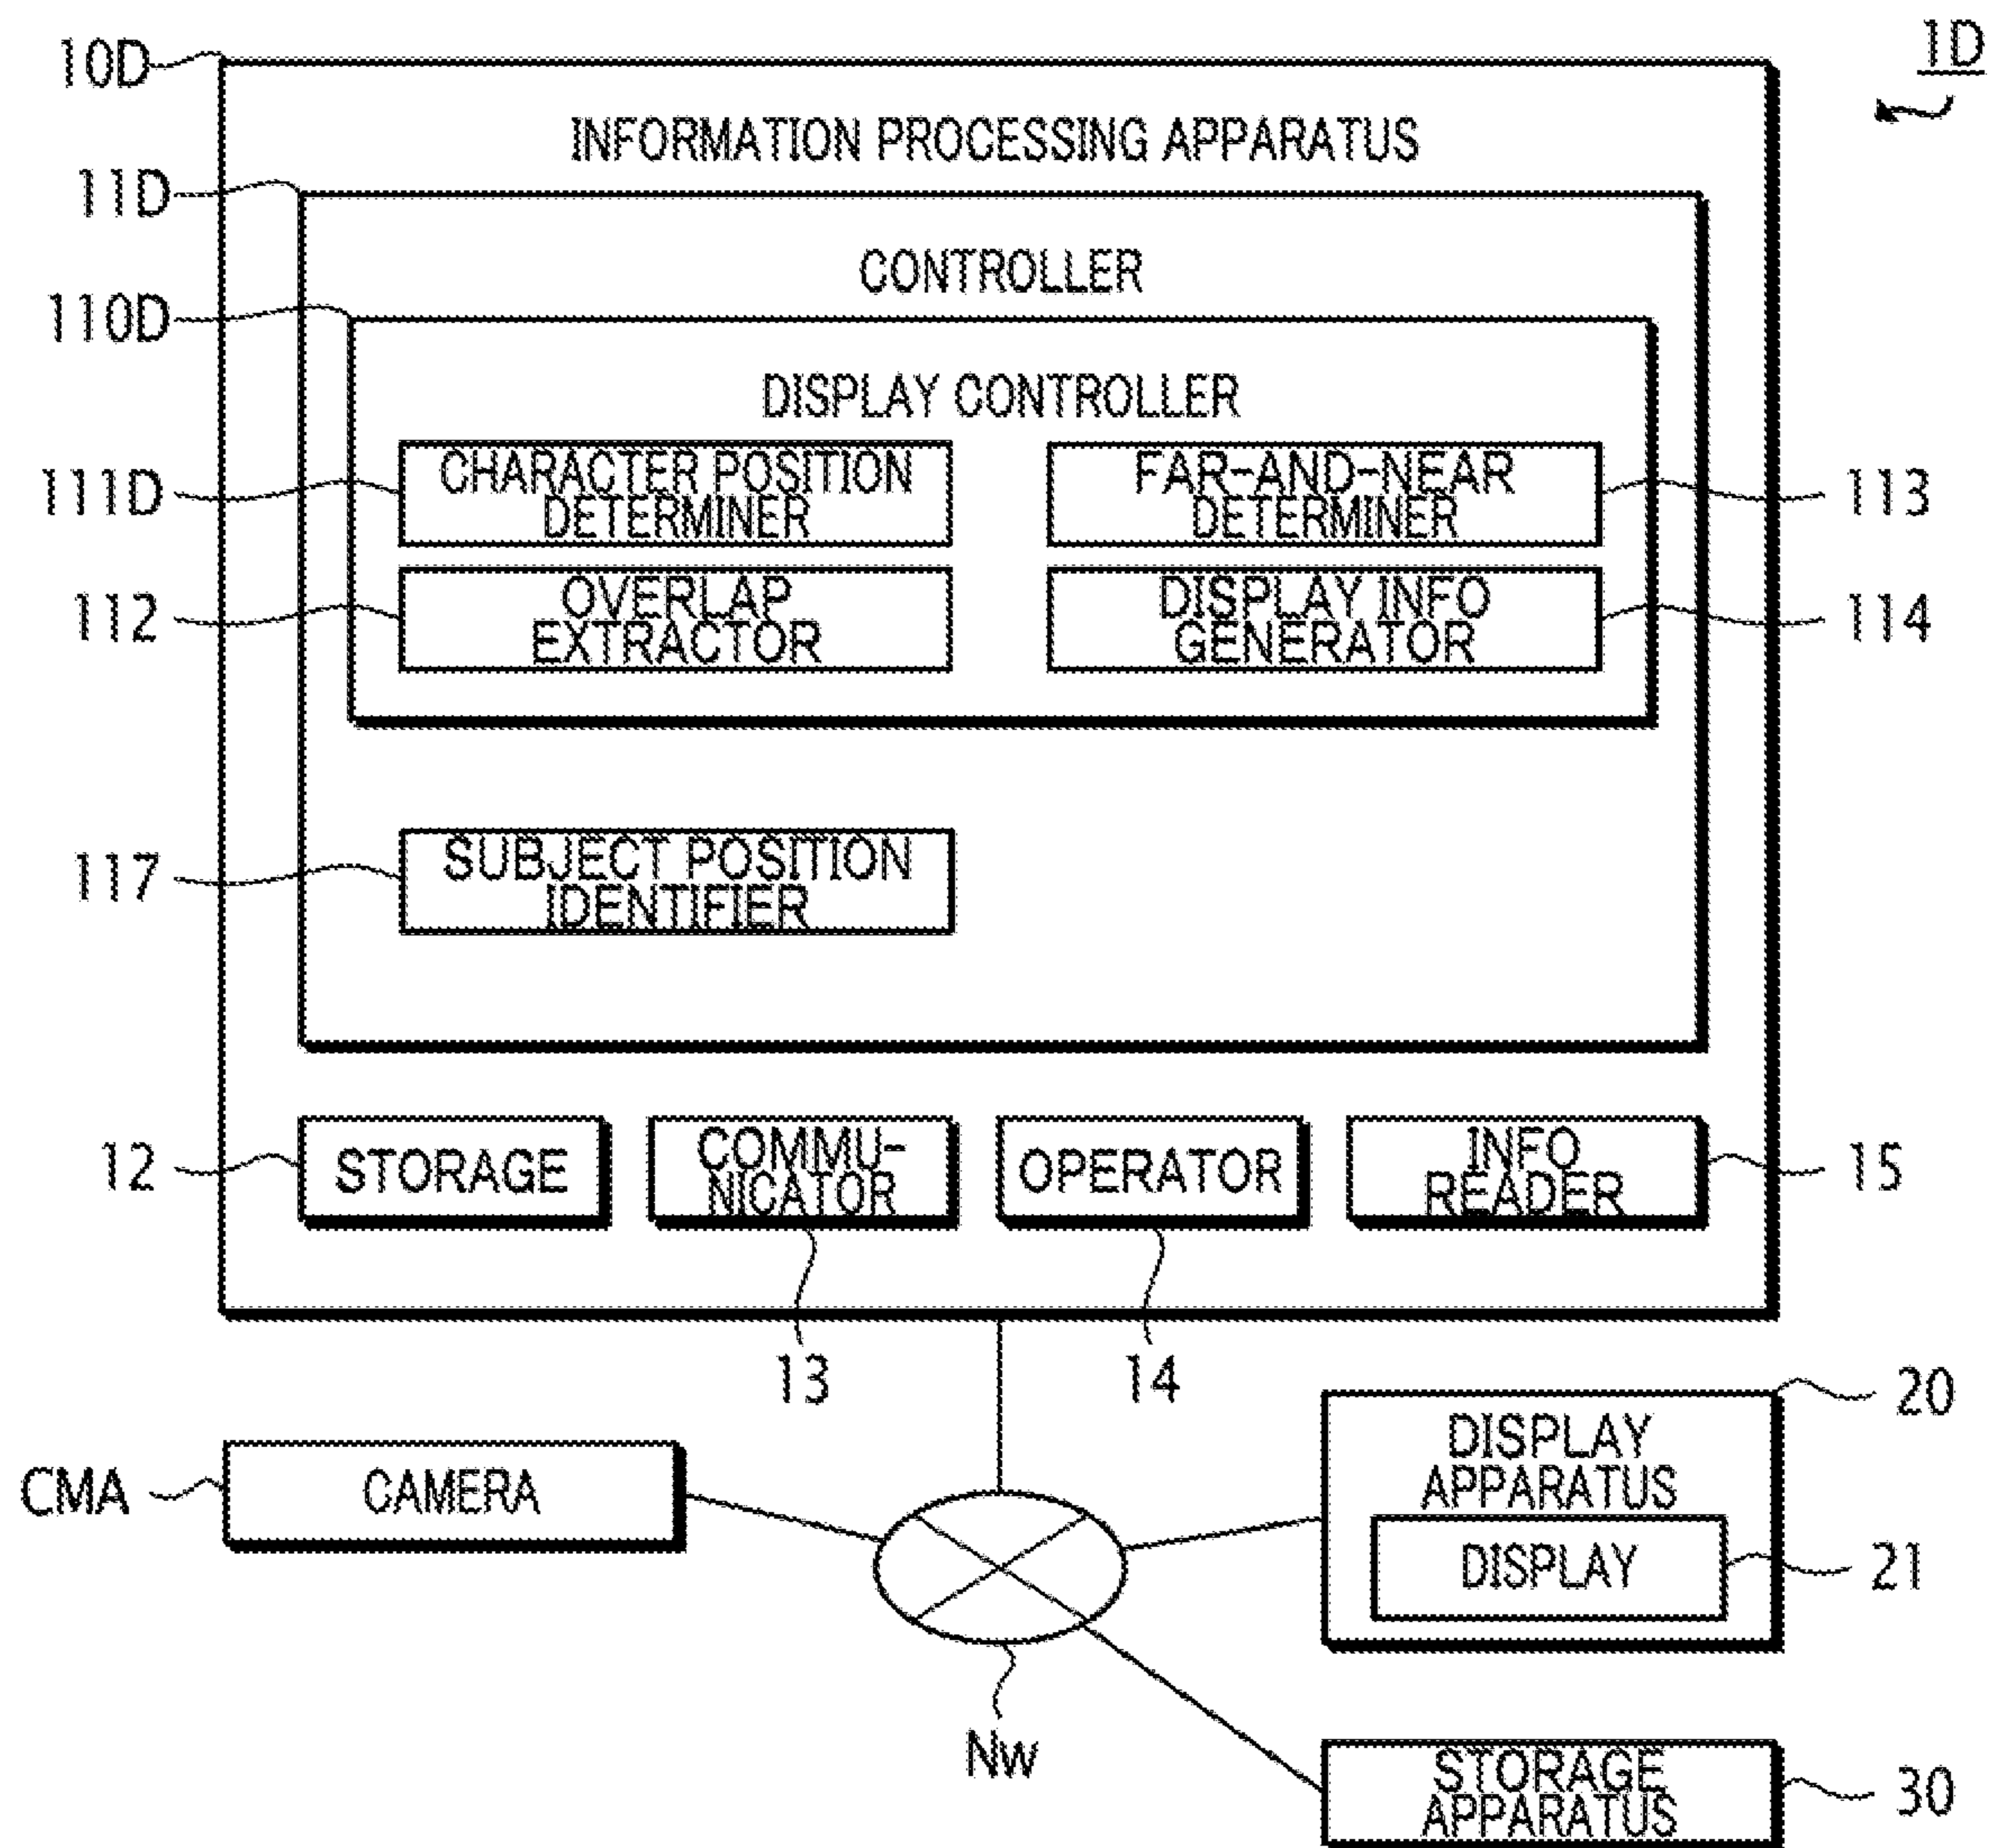 10D
1D
INFORMATION PROCESSING APPARATUS
11D
CONTROLLER
110D
DISPLAY CONTROLLER
111D
CHARACTER POSITION
DETERMINER
FAR-AND-NEAR
DETERMINER
113
112
OVERLAP
EXTRACTOR
DISPLAY INFO
GENERATOR
114
117
SUBJECT POSITION
IDENTIFIER
12
STORAGE
COMMU-
NICATOR
OPERATOR
INFO
READER
15
13
14
20
CMA
CAMERA
DISPLAY
APPARATUS
DISPLAY
21
Nw
STORAGE
APPARATUS
30